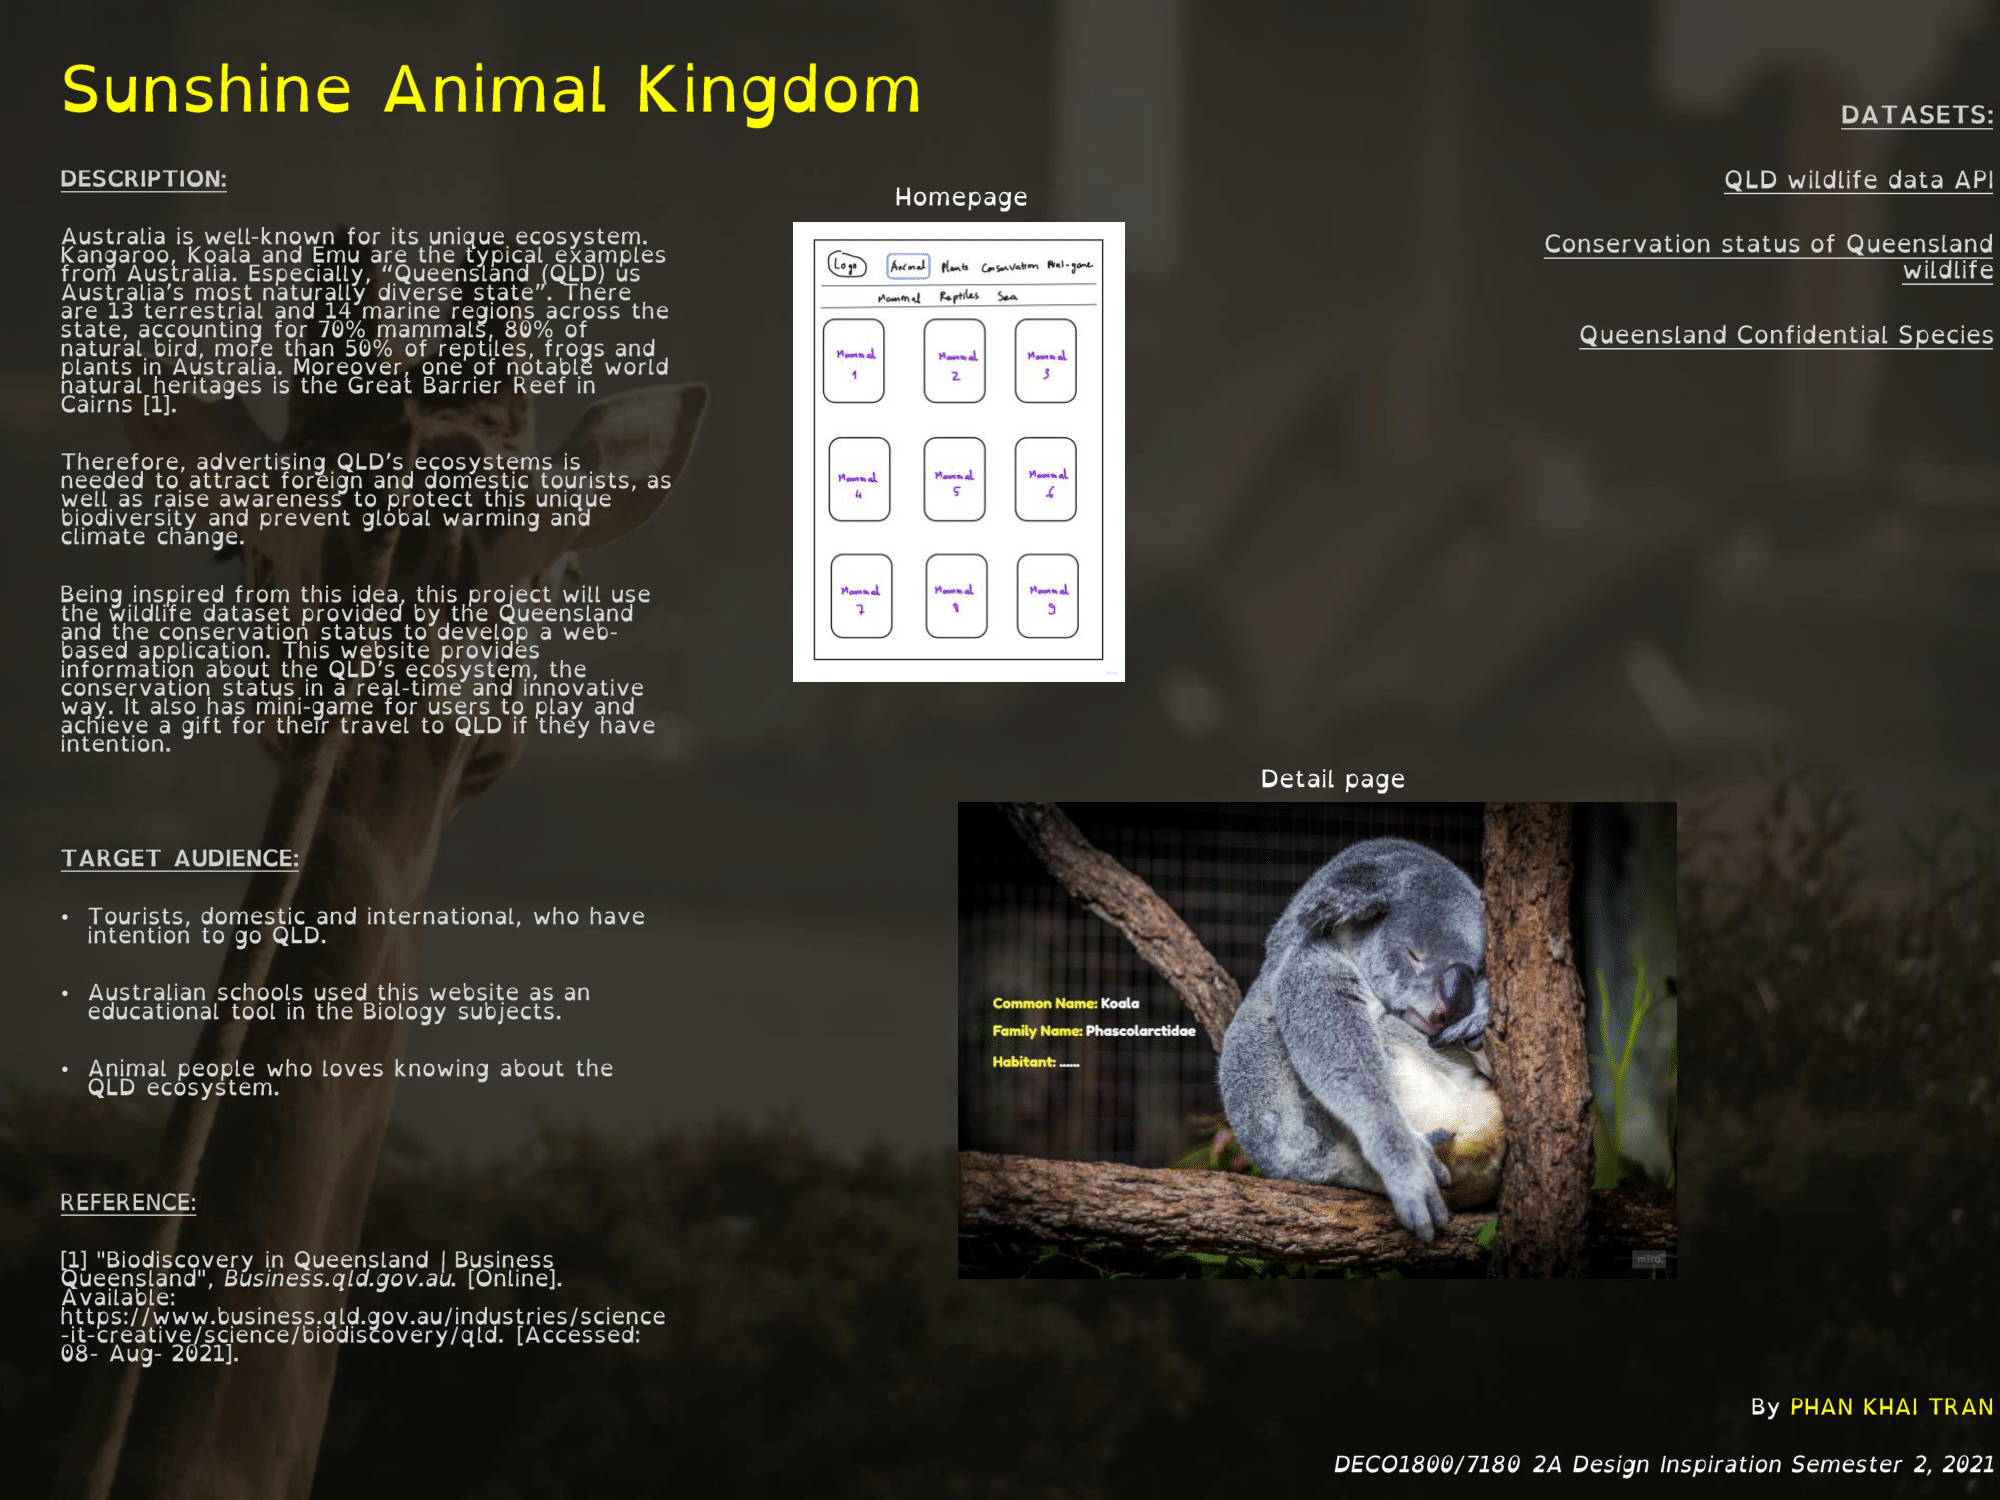 Sunshine Animal Kingdom
DESCRIPTION:
Australia is well-known for its unique ecosystem.
Kangaroo, Koala and Emu are the typical examples
from Australia. Especially, “Queensland (QLD) us
Australia’s most naturally diverse state”. There
are 13 terrestrial and 14 marine regions across the
state, accounting for 70% mammals, 80% of
natural bird, more than 50% of reptiles, frogs and
plants in Australia. Moreover, one of notable world
natural heritages is the Great Barrier Reef in
Cairns [1].
Therefore, advertising QLD’s ecosystems is
needed to attract foreign and domestic tourists, as
well as raise awareness to protect this unique
biodiversity and prevent global warming and
climate change.
Being inspired from this idea, this project will use
the wildlife dataset provided by the Queensland
and the conservation status to develop a web-
based application. This website provides
information about the QLD’s ecosystem, the
conservation status in a real-time and innovative
way. It also has mini-game for users to play and
achieve a gift for their travel to QLD if they have
intention.
TARGET AUDIENCE:
• Tourists, domestic and international, who have
intention to go QLD.
• Australian schools used this website as an
educational tool in the Biology subjects.
• Animal people who loves knowing about the
QLD ecosystem.
REFERENCE:
[1] "Biodiscovery in Queensland | Business
Queensland", Business.qld.gov.au. [Online].
Available:
https://www.business.qld.gov.au/industries/science
-it-creative/science/biodiscovery/qld. [Accessed:
08- Aug- 2021].
Homepage
Logo Animal Plants Conservation Mini-game
Mammal Reptiles Sea
Mammal Mammal Mammal
1 2 3
Mammal Mammal Mammal
4 5 6
Mammal Mammal Mammal
7 8 9
miro
Detail page
Common Name: Koala
Family Name: Phascolarctidae
Habitant: ......
miro
DATASETS:
QLD wildlife data API
Conservation status of Queensland
wildlife
Queensland Confidential Species
By PHAN KHAI TRAN
DECO1800/7180 2A Design Inspiration Semester 2, 2021